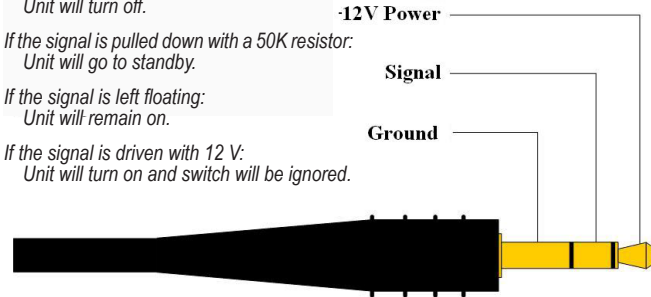 Unit will turn off.
If the signal is pulled down with a 50K resistor:
Unit will go to standby.
If the signal is left floating:
Unit will remain on.
If the signal is driven with 12 V:
Unit will turn on and switch will be ignored.
-12V Power
Signal
Ground